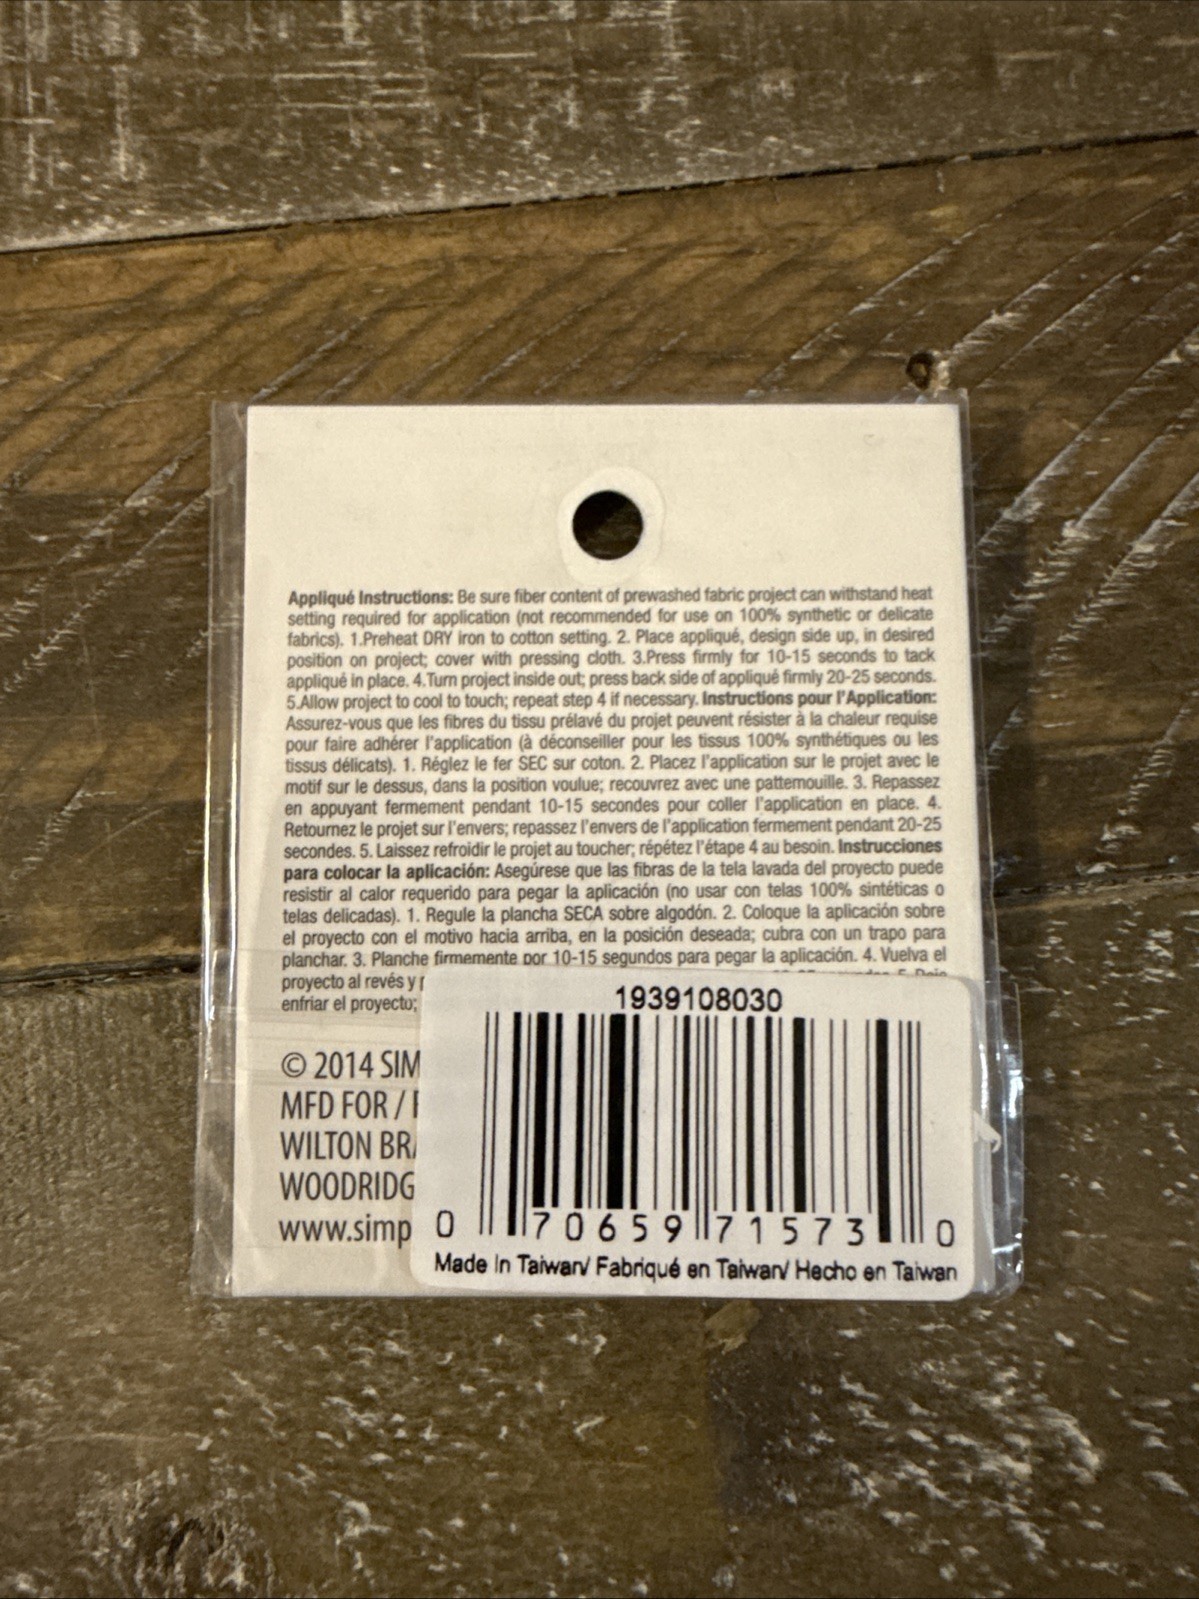 Appliqué Instructions: Be sure fiber content of prewashed fabric project can withstand heat
setting required for application (not recommended for use on 100% synthetic or delicate
fabrics). 1.Preheat DRY iron to cotton setting. 2. Place appliqué, design side up, in desired
position on project; cover with pressing cloth. 3.Press firmly for 10-15 seconds to tack
appliqué in place. 4.Turn project inside out; press back side of appliqué firmly 20-25 seconds.
5.Allow project to cool to touch; repeat step 4 if necessary. Instructions pour l'Application:
Assurez-vous que les fibres du tissu prélavé du projet peuvent résister à la chaleur requise
pour faire adhérer l'application (à déconseiller pour les tissus 100% synthétiques ou les
tissus délicats). 1. Réglez le fer SEC sur coton. 2. Placez l'application sur le projet avec le
motif sur le dessus, dans la position voulue; recouvrez avec une pattemouille. 3. Repassez
en appuyant fermement pendant 10-15 secondes pour coller l'application en place. 4.
Retournez le projet sur l'envers; repassez l'envers de l'application fermement pendant 20-25
secondes. 5. Laissez refroidir le projet au toucher; répétez l'étape 4 au besoin. Instrucciones
para colocar la aplicación: Asegúrese que las fibras de la tela lavada del proyecto puede
resistir al calor requerido para pegar la aplicación (no usar con telas 100% sintéticas o
telas delicadas). 1. Regule la plancha SECA sobre algodón. 2. Coloque la aplicación sobre
el proyecto con el motivo hacia arriba, en la posición deseada; cubra con un trapo para
planchar. 3. Planche firmemente por 10-15 segundos para pegar la aplicación. 4. Vuelva el
proyecto al revés y
enfriar el proyecto;
© 2014 SIM
MFD FOR /
WILTON BRA
WOODRIDG
www.simp
1939108030
0 70659 71573 0
Made In Taiwan/ Fabriqué en Taiwan/ Hecho en Taiwan